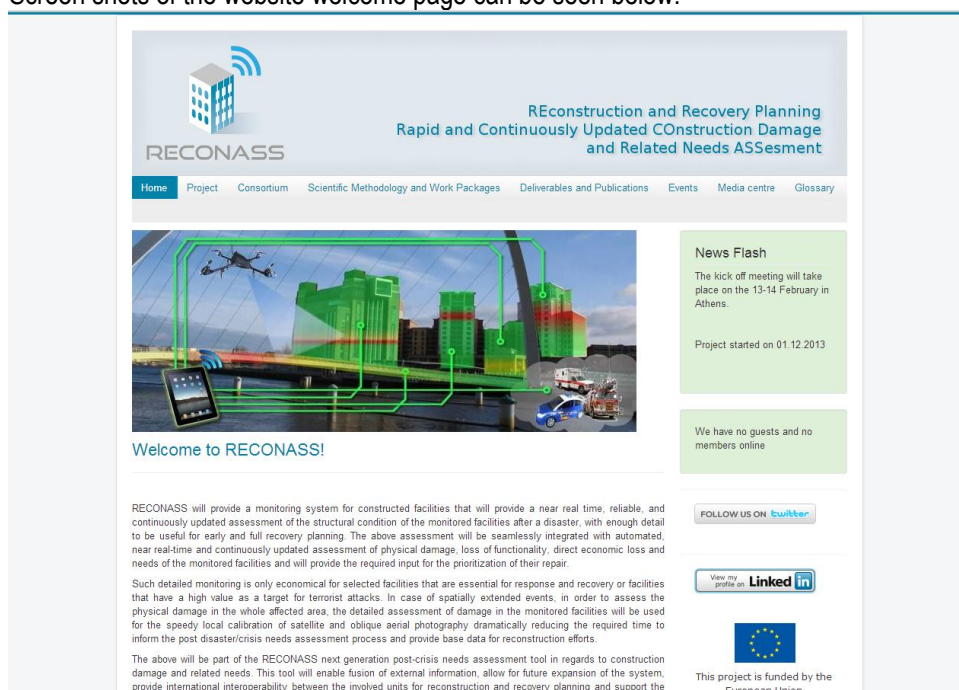 Screen shots of the website welcome page can be seen below.
RECONASS
REconstruction and Recovery Planning
Rapid and Continuously Updated COnstruction Damage
and Related Needs ASSesment
Home Project Consortium Scientific Methodology and Work Packages Deliverables and Publications Events Media centre Glossary
News Flash
The kick off meeting will take
place on the 13-14 February in
Athens.
Project started on 01.12.2013
We have no guests and no
members online
Welcome to RECONASS!
RECONASS will provide a monitoring system for constructed facilities that will provide a near real time, reliable, and
continuously updated assessment of the structural condition of the monitored facilities after a disaster, with enough detail
to be useful for early and full recovery planning. The above assessment will be seamlessly integrated with automated,
near real-time and continuously updated assessment of physical damage, loss of functionality, direct economic loss and
needs of the monitored facilities and will provide the required input for the prioritization of their repair.
Such detailed monitoring is only economical for selected facilities that are essential for response and recovery or facilities
that have a high value as a target for terrorist attacks. In case of spatially extended events, in order to assess the
physical damage in the whole affected area, the detailed assessment of damage in the monitored facilities will be used
for the speedy local calibration of satellite and oblique aerial photography dramatically reducing the required time to
inform the post disaster/crisis needs assessment process and provide base data for reconstruction efforts.
The above will be part of the RECONASS next generation post-crisis needs assessment tool in regards to construction
damage and related needs. This tool will enable fusion of external information, allow for future expansion of the system,
provide international interoperability between the involved units for reconstruction and recovery planning and support the
FOLLOW US ON twitter
View my
profile on Linked in
This project is funded by the
European Union